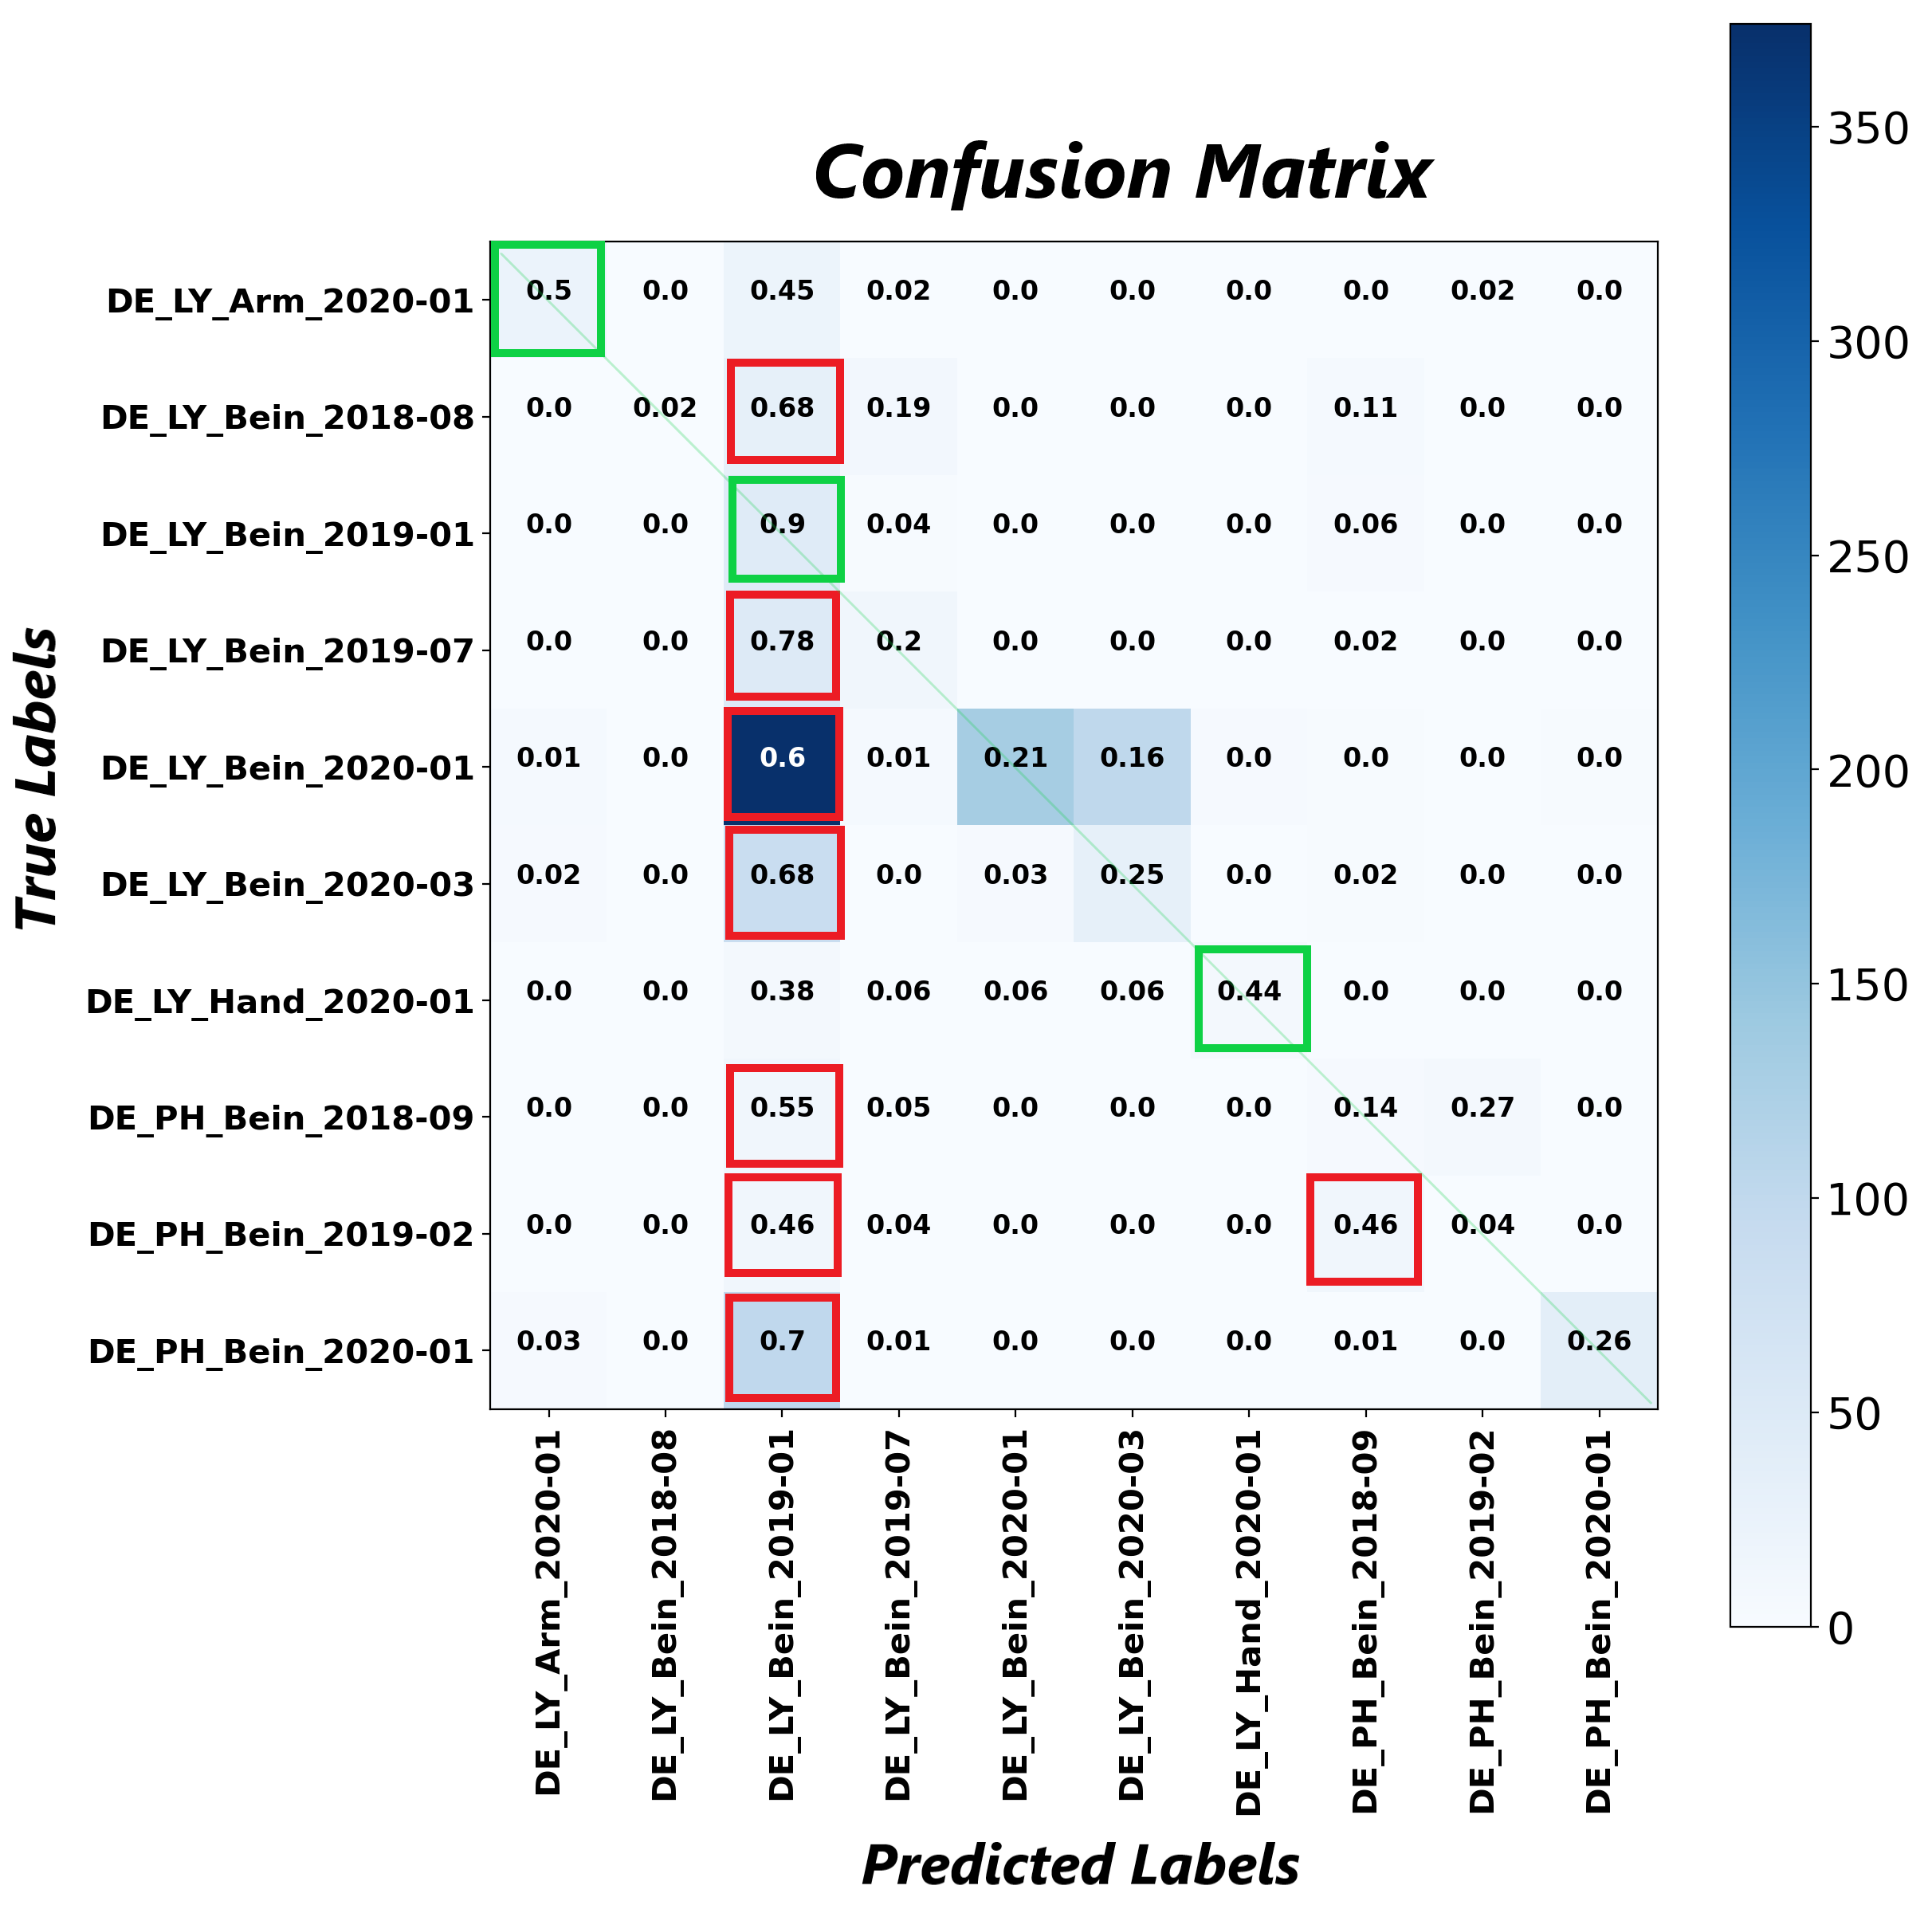 Confusion Matrix
True Labels
DE_LY_Arm_2020-01 0.5 0.0 0.45 0.02 0.0 0.0 0.0 0.0 0.02 0.0
DE_LY_Bein_2018-08 0.0 0.02 0.68 0.19 0.0 0.0 0.0 0.11 0.0 0.0
DE_LY_Bein_2019-01 0.0 0.0 0.9 0.04 0.0 0.0 0.0 0.06 0.0 0.0
DE_LY_Bein_2019-07 0.0 0.0 0.78 0.2 0.0 0.0 0.0 0.02 0.0 0.0
DE_LY_Bein_2020-01 0.01 0.0 0.6 0.01 0.21 0.16 0.0 0.0 0.0 0.0
DE_LY_Bein_2020-03 0.02 0.0 0.68 0.0 0.03 0.25 0.0 0.02 0.0 0.0
DE_LY_Hand_2020-01 0.0 0.0 0.38 0.06 0.06 0.06 0.44 0.0 0.0 0.0
DE_PH_Bein_2018-09 0.0 0.0 0.55 0.05 0.0 0.0 0.0 0.14 0.27 0.0
DE_PH_Bein_2019-02 0.0 0.0 0.46 0.04 0.0 0.0 0.0 0.46 0.04 0.0
DE_PH_Bein_2020-01 0.03 0.0 0.7 0.01 0.0 0.0 0.0 0.01 0.0 0.26
DE_LY_Arm_2020-01
DE_LY_Bein_2018-08
DE_LY_Bein_2019-01
DE_LY_Bein_2019-07
DE_LY_Bein_2020-01
DE_LY_Bein_2020-03
DE_LY_Hand_2020-01
DE_PH_Bein_2018-09
DE_PH_Bein_2019-02
DE_PH_Bein_2020-01
Predicted Labels
350
300
250
200
150
100
50
0